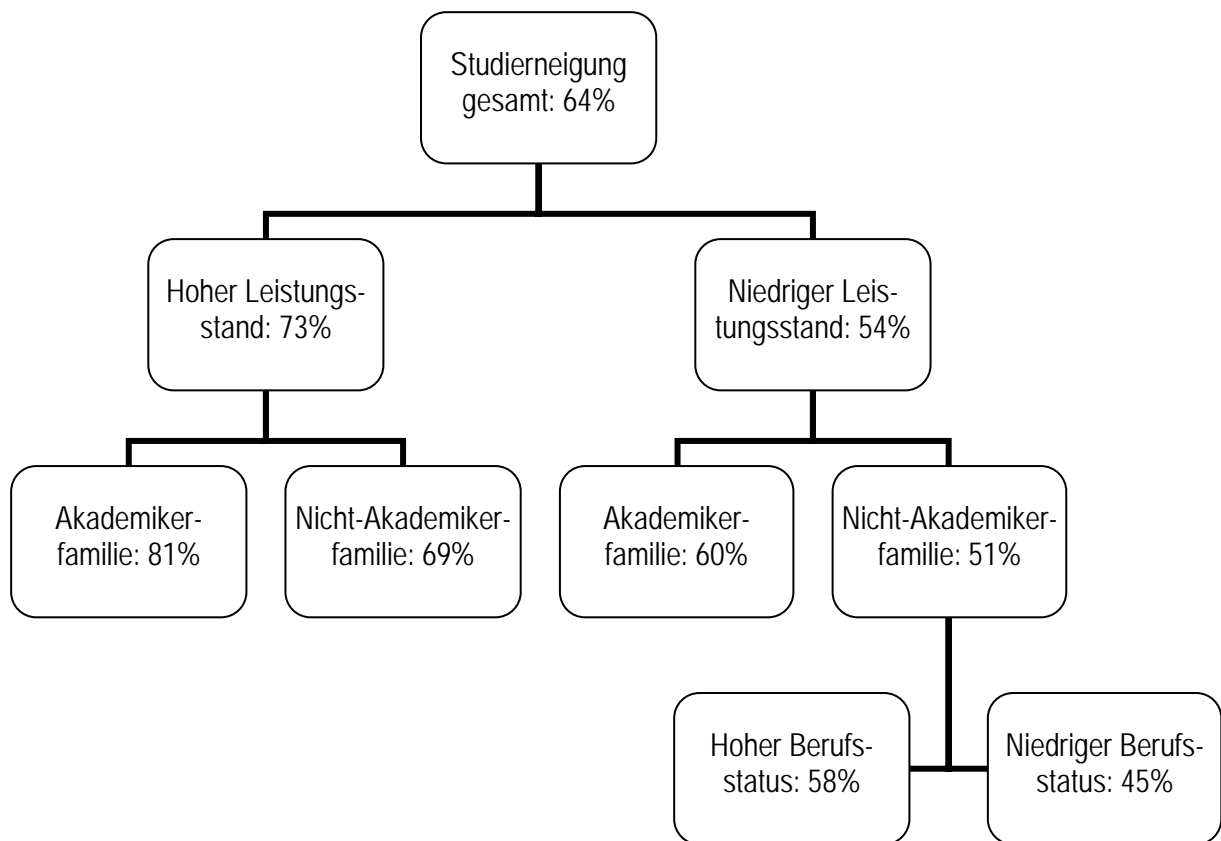 Studierneigung
gesamt: 64%
Hoher Leistungs-
stand: 73%
Niedriger Leis-
tungsstand: 54%
Akademiker-
familie: 81%
Nicht-Akademiker-
familie: 69%
Akademiker-
familie: 60%
Nicht-Akademiker-
familie: 51%
Hoher Berufs-
status: 58%
Niedriger Berufs-
status: 45%